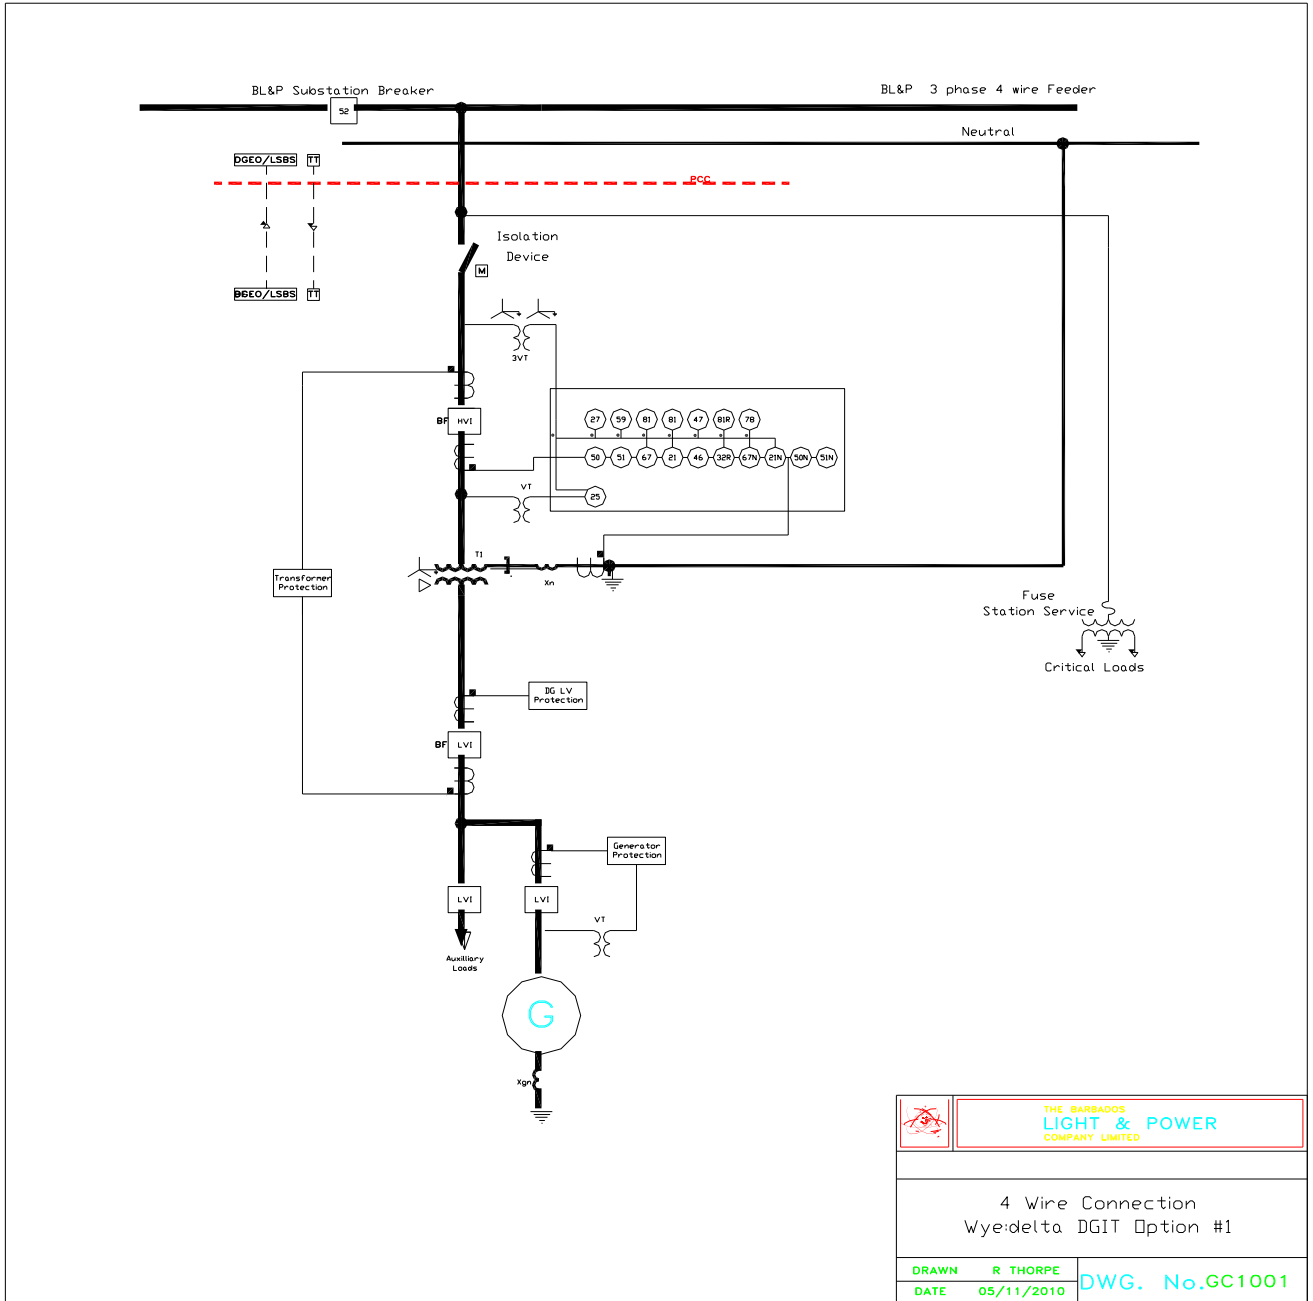 BL&P Substation Breaker
BL&P 3 phase 4 wire Feeder
52
Neutral
DGEO/LSBS TT
PCC
Isolation
Device
M
DGEO/LSBS TT
3VT
BF HVI
27 59 81 81 47 81R 78
50 51 67 21 46 32R 67N 21N 50N 51N
VT
25
T1
Xn
Transformer
Protection
Fuse
Station Service
Critical Loads
DG LV
Protection
BF LVI
Generator
Protection
LVI
LVI
VT
Auxilliary
Loads
G
Xgn
THE BARBADOS
LIGHT & POWER
COMPANY LIMITED
4 Wire Connection
Wye:delta DGIT Option #1
DRAWN R THORPE
DATE 05/11/2010
DWG. No.GC1001